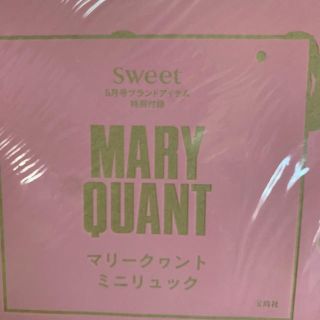 Sweet
5月号ブランドアイテム
特別付録
MARY
QUANT
マリークヮント
ミニリュック
宝島社